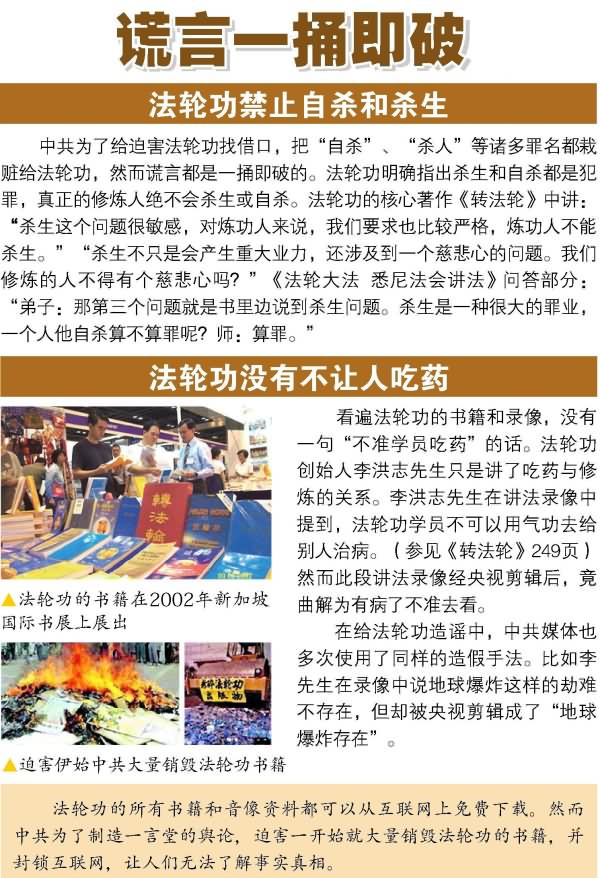 谎言一捅即破
法轮功禁止自杀和杀生
中共为了给迫害法轮功找借口，把“自杀”、“杀人”等诸多罪名都栽
赃给法轮功，然而谎言都是一捅即破的。法轮功明确指出杀生和自杀都是犯
罪，真正的修炼人绝不会杀生或自杀。法轮功的核心著作《转法轮》中讲：
“杀生这个问题很敏感，对炼功人来说，我们要求也比较严格，炼功人不能
杀生。”“杀生不只是会产生重大业力，还涉及到一个慈悲心的问题。我们
修炼的人不得有个慈悲心吗？”《法轮大法 悉尼法会讲法》问答部分：
“弟子：那第三个问题就是书里边说到杀生问题。杀生是一种很大的罪业，
一个人他自杀算不算罪呢？师：算罪。”
法轮功没有不让人吃药
轉法輪
▲法轮功的书籍在2002年新加坡
国际书展上展出
▲迫害伊始中共大量销毁法轮功书籍
看遍法轮功的书籍和录像，没有
一句“不准学员吃药”的话。法轮功
创始人李洪志先生只是讲了吃药与修
炼的关系。李洪志先生在讲法录像中
提到，法轮功学员不可以用气功去给
别人治病。（参见《转法轮》249页）
然而此段讲法录像经央视剪辑后，竟
曲解为有病了不准去看。
在给法轮功造谣中，中共媒体也
多次使用了同样的造假手法。比如李
先生在录像中说地球爆炸这样的劫难
不存在，但却被央视剪辑成了“地球
爆炸存在”。
法轮功的所有书籍和音像资料都可以从互联网上免费下载。然而
中共为了制造一言堂的舆论，迫害一开始就大量销毁法轮功的书籍，并
封锁互联网，让人们无法了解事实真相。